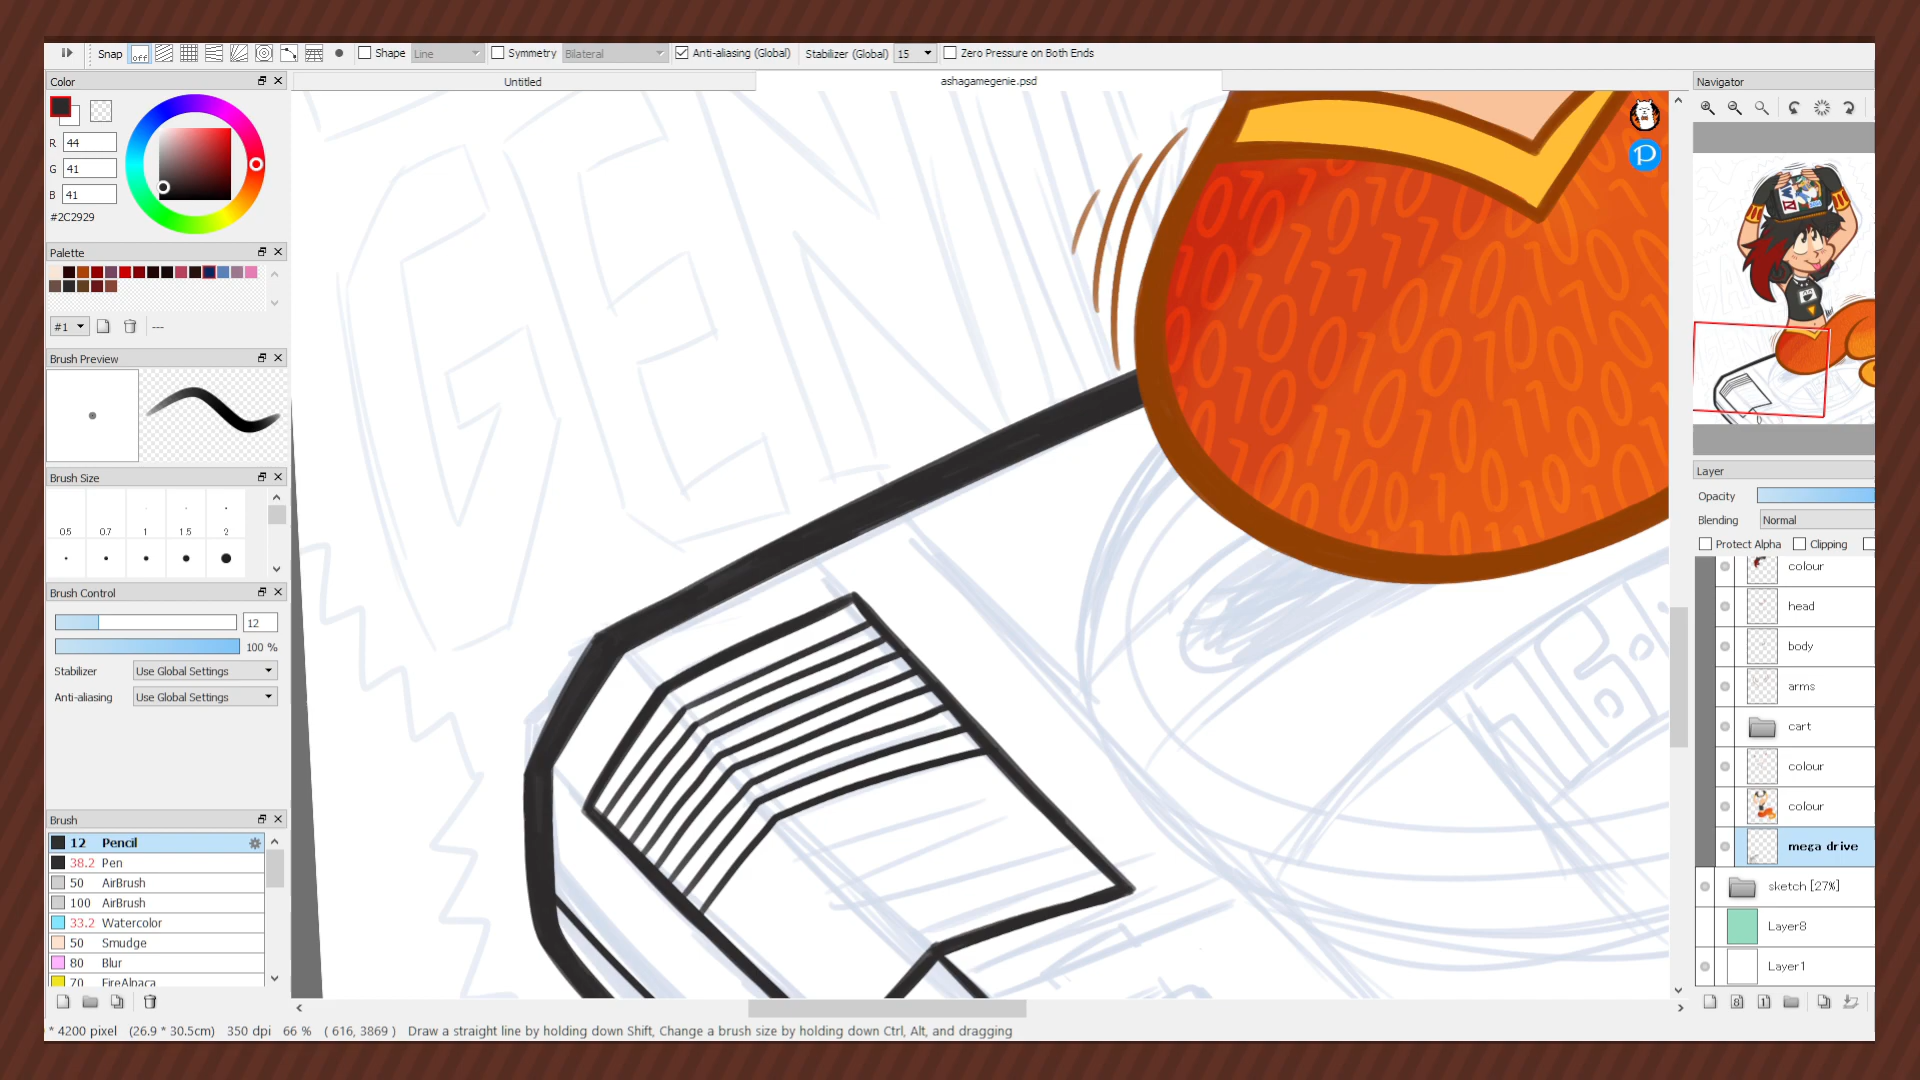 Snap
off
Shape
Line
Symmetry
Bilateral
Anti-aliasing (Global)
Stabilizer (Global)
15
Zero Pressure on Both Ends
Color
Untitled
ashagamegenie.psd
Navigator
R 44
G 41
B 41
#2C2929
Palette
#1
---
Brush Preview
Brush Size
0.5 0.7 1 1.5 2
Brush Control
12
100 %
Stabilizer
Use Global Settings
Anti-aliasing
Use Global Settings
Brush
12 Pencil
38.2 Pen
50 AirBrush
100 AirBrush
33.2 Watercolor
50 Smudge
80 Blur
70 FireAlpaca
GENI
16
P
Layer
Opacity
Blending
Normal
Protect Alpha
Clipping
colour
head
body
arms
cart
colour
colour
mega drive
sketch [27%]
Layer8
Layer1
* 4200 pixel (26.9 * 30.5cm) 350 dpi 66 % ( 616, 3869 ) Draw a straight line by holding down Shift, Change a brush size by holding down Ctrl, Alt, and dragging